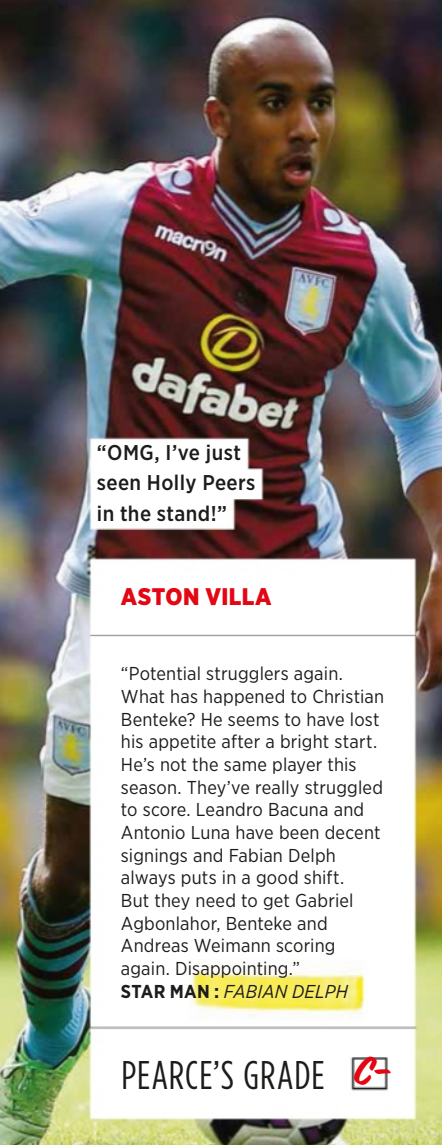 macron
AVFC
dafabet
“OMG, I’ve just
seen Holly Peers
in the stand!”
ASTON VILLA
“Potential strugglers again.
What has happened to Christian
Benteke? He seems to have lost
his appetite after a bright start.
He’s not the same player this
season. They’ve really struggled
to score. Leandro Bacuna and
Antonio Luna have been decent
signings and Fabian Delph
always puts in a good shift.
But they need to get Gabriel
Agbonlahor, Benteke and
Andreas Weimann scoring
again. Disappointing.”
STAR MAN : FABIAN DELPH
AVFC
PEARCE’S GRADE C-